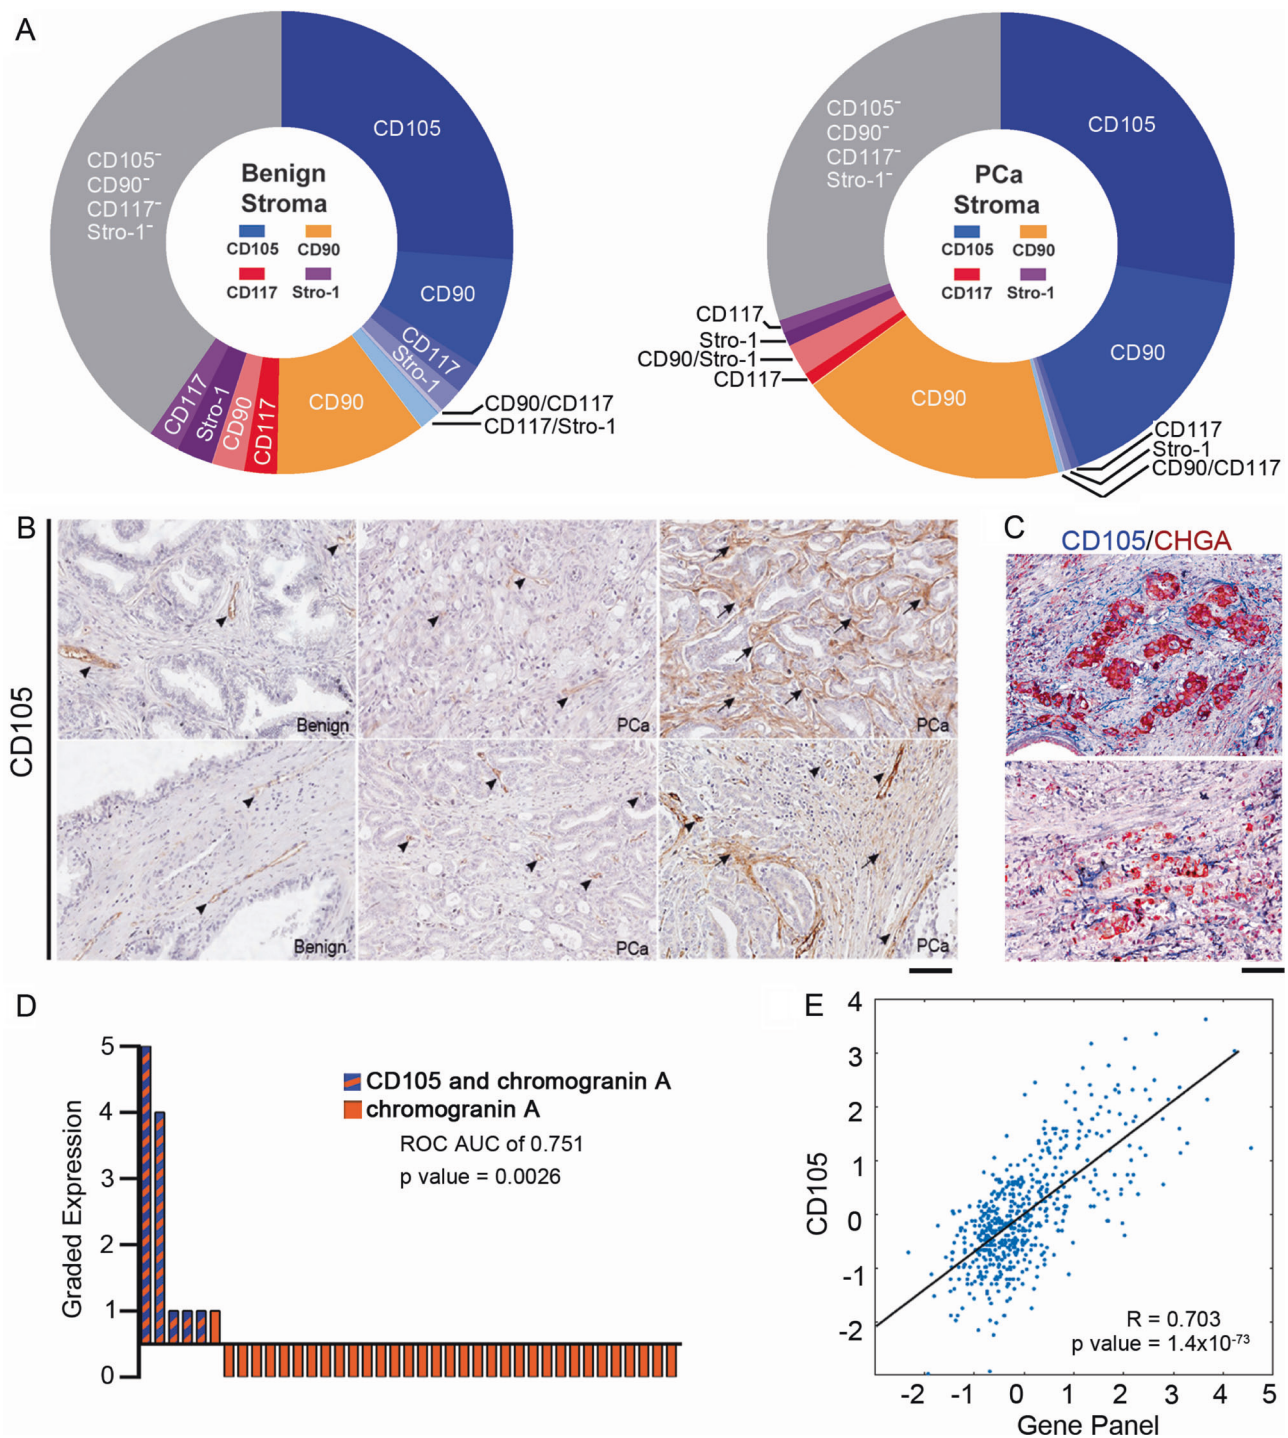 A
CD105
CD105⁻
CD90⁻
CD117⁻
Stro-1⁻
Benign
Stroma
CD105
CD90
CD117
Stro-1
CD90
CD117
Stro-1
CD90/CD117
CD117/Stro-1
CD90
CD117
CD90
Stro-1
CD117
CD105
CD105⁻
CD90⁻
CD117⁻
Stro-1⁻
PCa
Stroma
CD105
CD90
CD117
Stro-1
CD90
CD117
Stro-1
CD90/Stro-1
CD117
CD90
CD117
Stro-1
CD90/CD117
B
CD105
Benign
PCa
PCa
Benign
PCa
PCa
C
CD105/CHGA
D
Graded Expression
5
4
3
2
1
0
CD105 and chromogranin A
chromogranin A
ROC AUC of 0.751
p value = 0.0026
E
CD105
4
3
2
1
0
-1
-2
R = 0.703
p value = 1.4x10⁻⁷³
-2 -1 0 1 2 3 4 5
Gene Panel